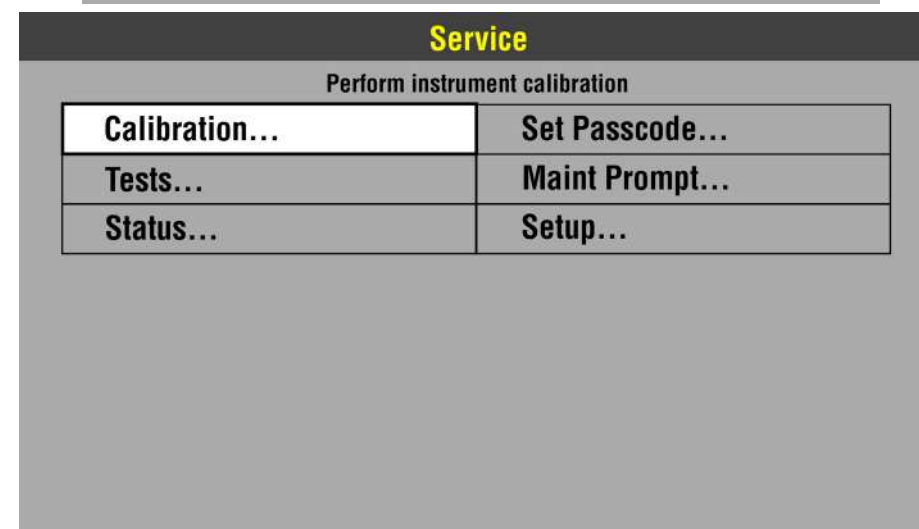 Service
Perform instrument calibration
Calibration...
Set Passcode...
Tests...
Maint Prompt...
Status...
Setup...